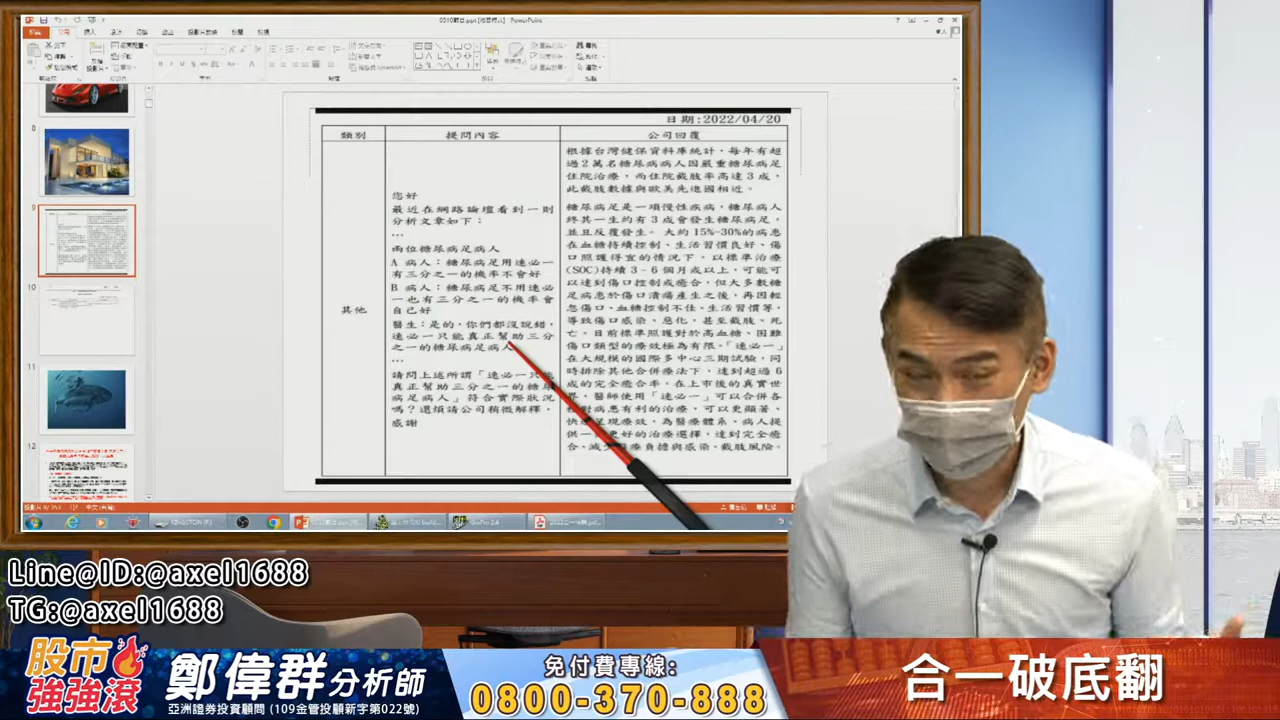 0510戰台.ppt [相容模式] - PowerPoint
日期:2022/04/20
類別
提問內容
公司回覆
其他
您好
最近在網路論壇看到一則
分析文章如下：
…
兩位糖尿病足病人
A 病人：糖尿病足用速必一
有三分之一的機率不會好
B 病人：糖尿病足不用速必
一也有三分之一的機率會
自己好
醫生：是的，你們都沒說錯，
速必一只能真正幫助三分
之一的糖尿病足病人
…
請問上述所謂「速必一只能
真正幫助三分之一的糖尿
病足病人」符合實際狀況
嗎？還煩請公司稍微解釋，
感謝
根據台灣健保資料庫統計，每年有超
過2萬名糖尿病病人因嚴重糖尿病足
住院治療，而住院截肢率高達3成，
此截肢數據與歐美先進國相近。
糖尿病足是一項慢性疾病，糖尿病人
終其一生約有3成會發生糖尿病足，
並且反覆發生。大約15%-30%的病患
在血糖持續控制、生活習慣良好、傷
口照護得宜的情況下，以標準治療
(SOC)持續3-6個月或以上，可能可
以達到傷口控制或癒合，但大多數糖
尿病患於傷口潰瘍產生之後，再因輕
忽傷口、血糖控制不佳、生活習慣等，
導致傷口感染、惡化，甚至截肢、死
亡。目前標準照護對於高血糖、困難
傷口類型的療效極為有限。「速必一」
在大規模的國際多中心三期試驗，同
時排除其他合併療法下，達到超過6
成的完全癒合率，在上市後的真實世
界，醫師使用「速必一」可以合併各
種對病患有利的治療，可以更顯著、
快速呈現療效，為醫療體系、病人提
供一個更好的治療選擇，達到完全癒
合、減少醫療負擔與感染、截肢風險。
8
9
10
11
12
Line@ID:@axel1688
TG:@axel1688
股市
強強滾
鄭偉群分析師
亞洲證券投資顧問 (109金管投顧新字第022號)
免付費專線:
0800-370-888
合一破底翻